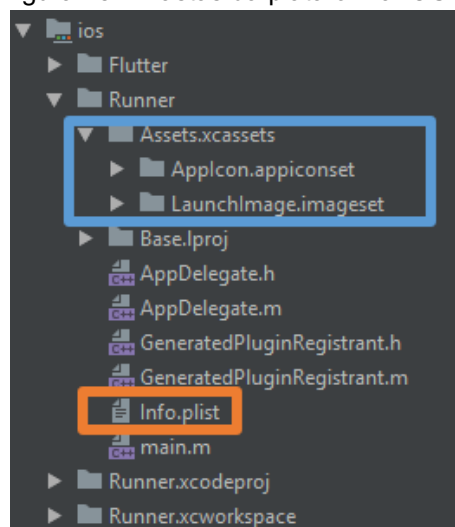 ios
Flutter
Runner
Assets.xcassets
AppIcon.appiconset
LaunchImage.imageset
Base.lproj
AppDelegate.h
AppDelegate.m
GeneratedPluginRegistrant.h
GeneratedPluginRegistrant.m
Info.plist
main.m
Runner.xcodeproj
Runner.xcworkspace